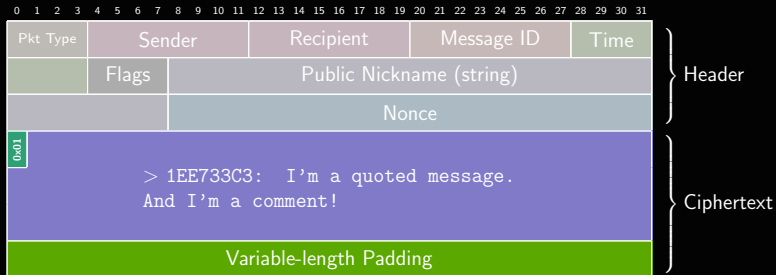 0 1 2 3 4 5 6 7 8 9 10 11 12 13 14 15 16 17 18 19 20 21 22 23 24 25 26 27 28 29 30 31
Pkt Type Sender Recipient Message ID Time
Flags Public Nickname (string)
Header
Nonce
0x01
> 1EE733C3: I'm a quoted message.
And I'm a comment!
Ciphertext
Variable-length Padding